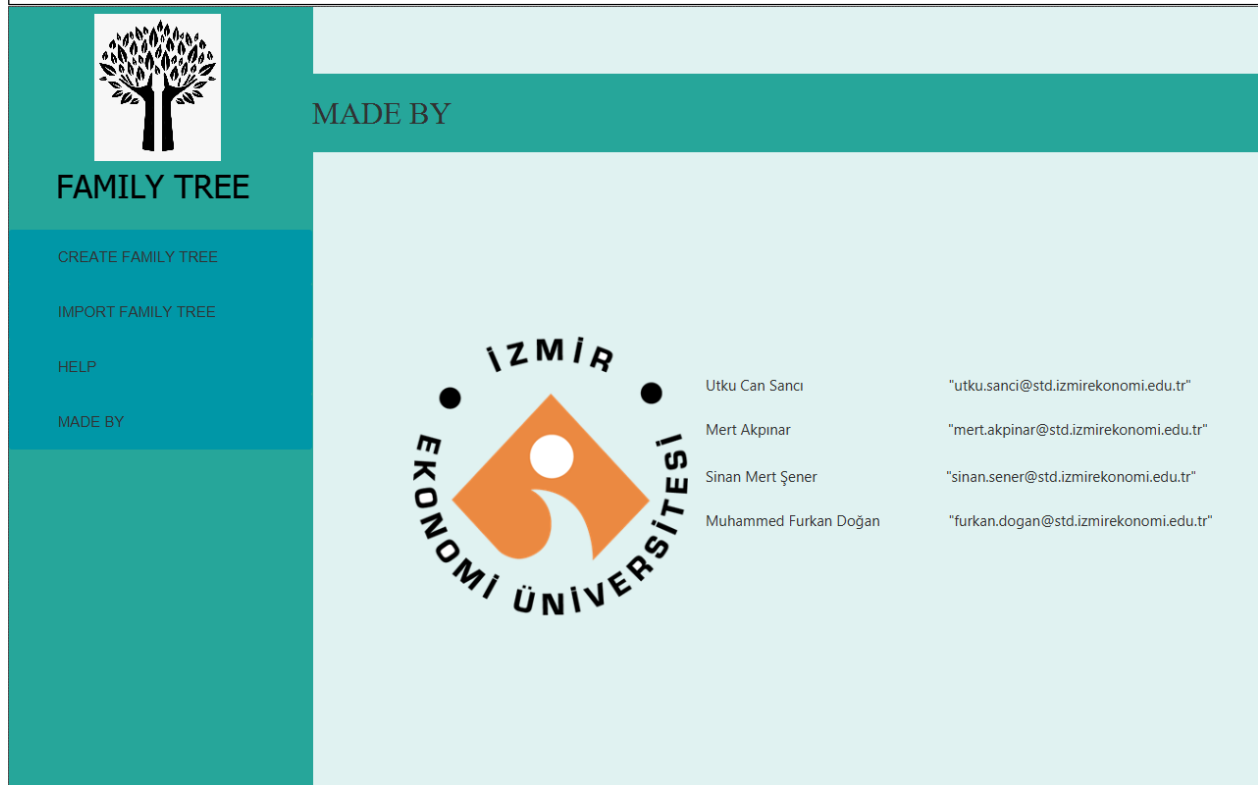 FAMILY TREE
CREATE FAMILY TREE
IMPORT FAMILY TREE
HELP
MADE BY
MADE BY
İZMİR
EKONOMİ ÜNİVERSİTESİ
Utku Can Sancı "utku.sanci@std.izmirekonomi.edu.tr"
Mert Akpınar "mert.akpinar@std.izmirekonomi.edu.tr"
Sinan Mert Şener "sinan.sener@std.izmirekonomi.edu.tr"
Muhammed Furkan Doğan "furkan.dogan@std.izmirekonomi.edu.tr"